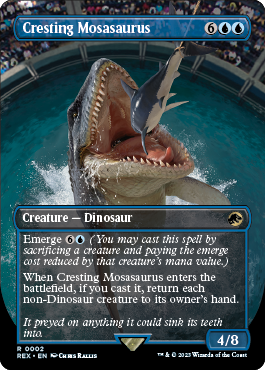 Cresting Mosasaurus 6
Creature — Dinosaur
Emerge 6 (You may cast this spell by
sacrificing a creature and paying the emerge
cost reduced by that creature's mana value.)
When Cresting Mosasaurus enters the
battlefield, if you cast it, return each
non-Dinosaur creature to its owner's hand.
It preyed on anything it could sink its teeth
into.
4/8
R 0002
REX • EN Chris Rallis
™ & © 2023 Wizards of the Coast